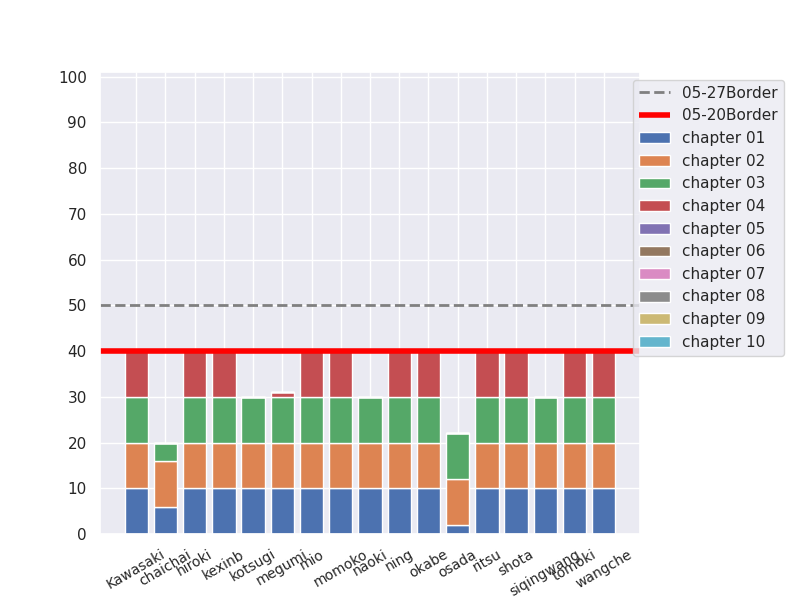 100
90
80
70
60
50
40
30
20
10
0
05-27Border
05-20Border
chapter 01
chapter 02
chapter 03
chapter 04
chapter 05
chapter 06
chapter 07
chapter 08
chapter 09
chapter 10
Kawasaki
chaichai
hiroki
kexinb
kotsugi
megumi
mio
momoko
naoki
ning
okabe
osada
ritsu
shota
siqingwang
tomoki
wangche